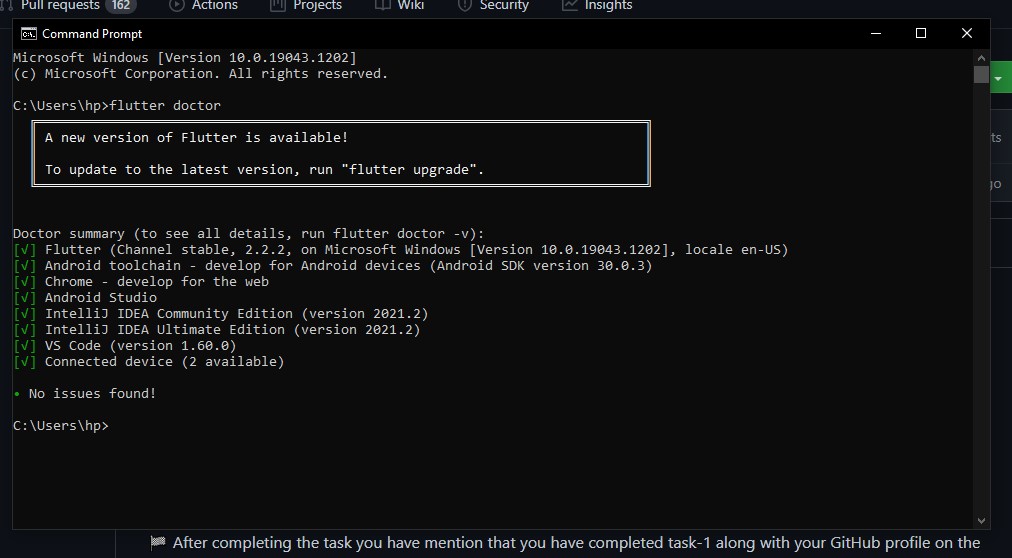 Pull requests 162 Actions Projects Wiki Security Insights
Command Prompt
Microsoft Windows [Version 10.0.19043.1202]
(c) Microsoft Corporation. All rights reserved.
C:\Users\hp>flutter doctor
A new version of Flutter is available!
To update to the latest version, run "flutter upgrade".
Doctor summary (to see all details, run flutter doctor -v):
[√] Flutter (Channel stable, 2.2.2, on Microsoft Windows [Version 10.0.19043.1202], locale en-US)
[√] Android toolchain - develop for Android devices (Android SDK version 30.0.3)
[√] Chrome - develop for the web
[√] Android Studio
[√] IntelliJ IDEA Community Edition (version 2021.2)
[√] IntelliJ IDEA Ultimate Edition (version 2021.2)
[√] VS Code (version 1.60.0)
[√] Connected device (2 available)
• No issues found!
C:\Users\hp>
After completing the task you have mention that you have completed task-1 along with your GitHub profile on the